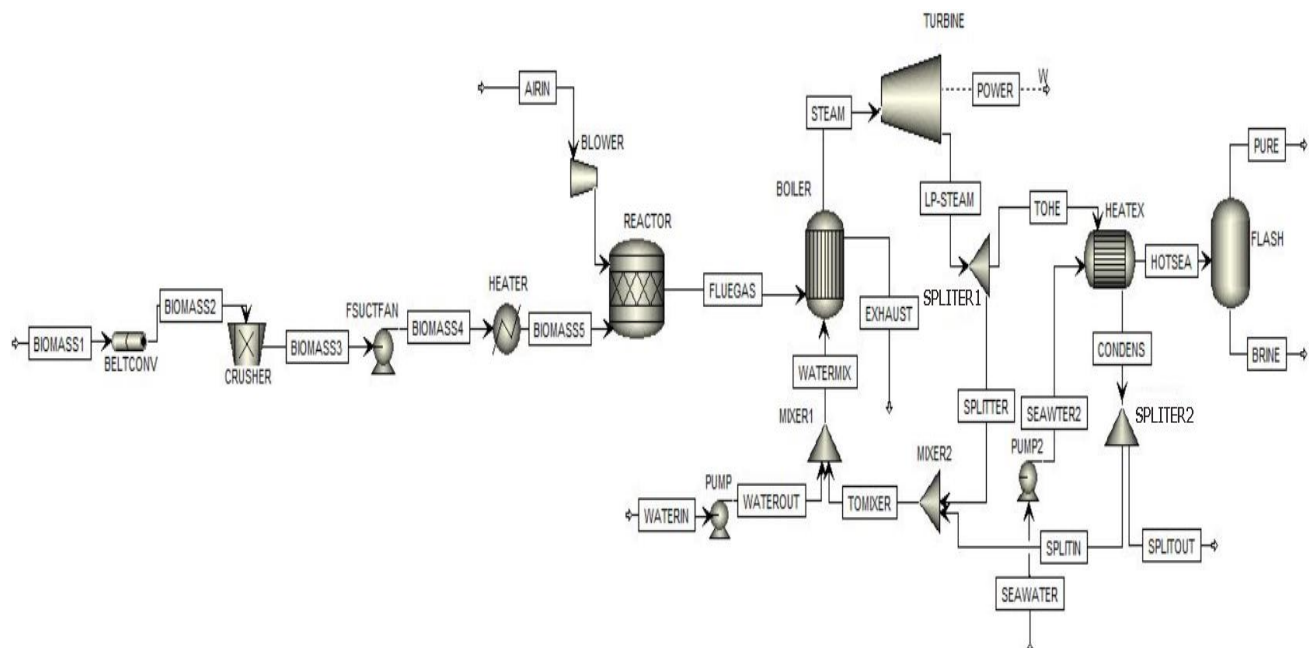 TURBINE
AIRIN
POWER
W
STEAM
BLOWER
PURE
BOILER
LP-STEAM
TOHE
HEATEX
REACTOR
FLASH
HEATER
FLUEGAS
HOTSEA
BIOMASS2
FSUCTFAN
SPLITER1
EXHAUST
BIOMASS4
BIOMASS5
BIOMASS1
BIOMASS3
CONDENS
BRINE
BELTCONV
WATERMIX
CRUSHER
SPLITTER
SEAWTER2
MIXER1
SPLITER2
MIXER2
PUMP2
PUMP
WATEROUT
TOMIXER
WATERIN
SPLITIN
SPLITOUT
SEAWATER